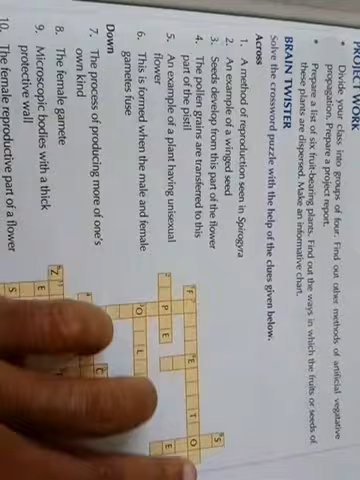 PROJECT WORK
• Divide your class into groups of four. Find out other methods of artificial vegetative
propagation. Prepare a project report.
• Prepare a list of six fruit-bearing plants. Find out the ways in which the fruits or seeds of
these plants are dispersed. Make an informative chart.
BRAIN TWISTER
Solve the crossword puzzle with the help of the clues given below.
Across
1. A method of reproduction seen in Spirogyra
2. An example of a winged seed
3. Seeds develop from this part of the flower
4. The pollen grains are transferred to this
part of the pistil
5. An example of a plant having unisexual
flower
6. This is formed when the male and female
gametes fuse
Down
7. The process of producing more of one's
own kind
8. The female gamete
9. Microscopic bodies with a thick
protective wall
10. The female reproductive part of a flower
F
E
T
O
S
P
E
E
O
L
C
Z
E
S